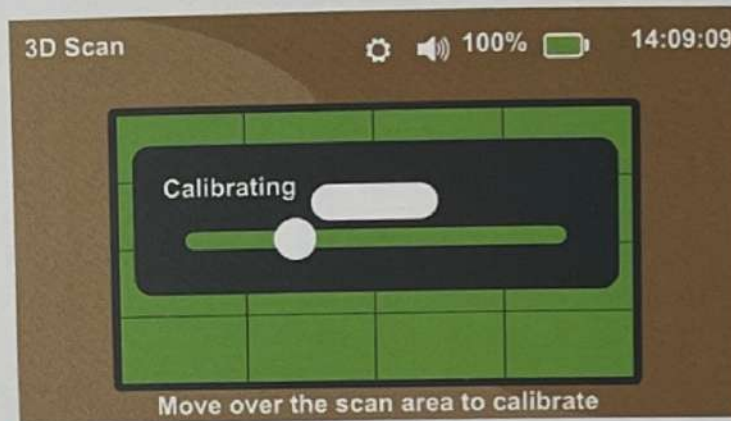 3D Scan 100% 14:09:09
Calibrating
Move over the scan area to calibrate